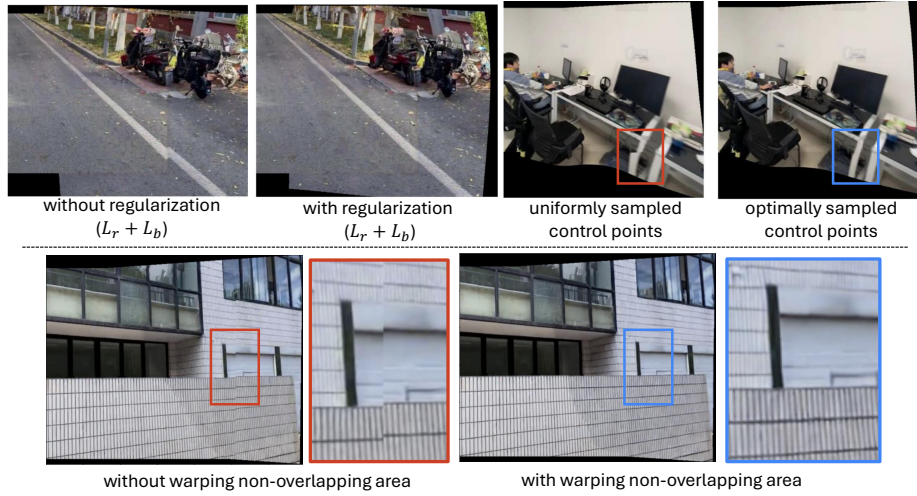 without regularization
(L_r + L_b)
with regularization
(L_r + L_b)
uniformly sampled
control points
optimally sampled
control points
without warping non-overlapping area
with warping non-overlapping area